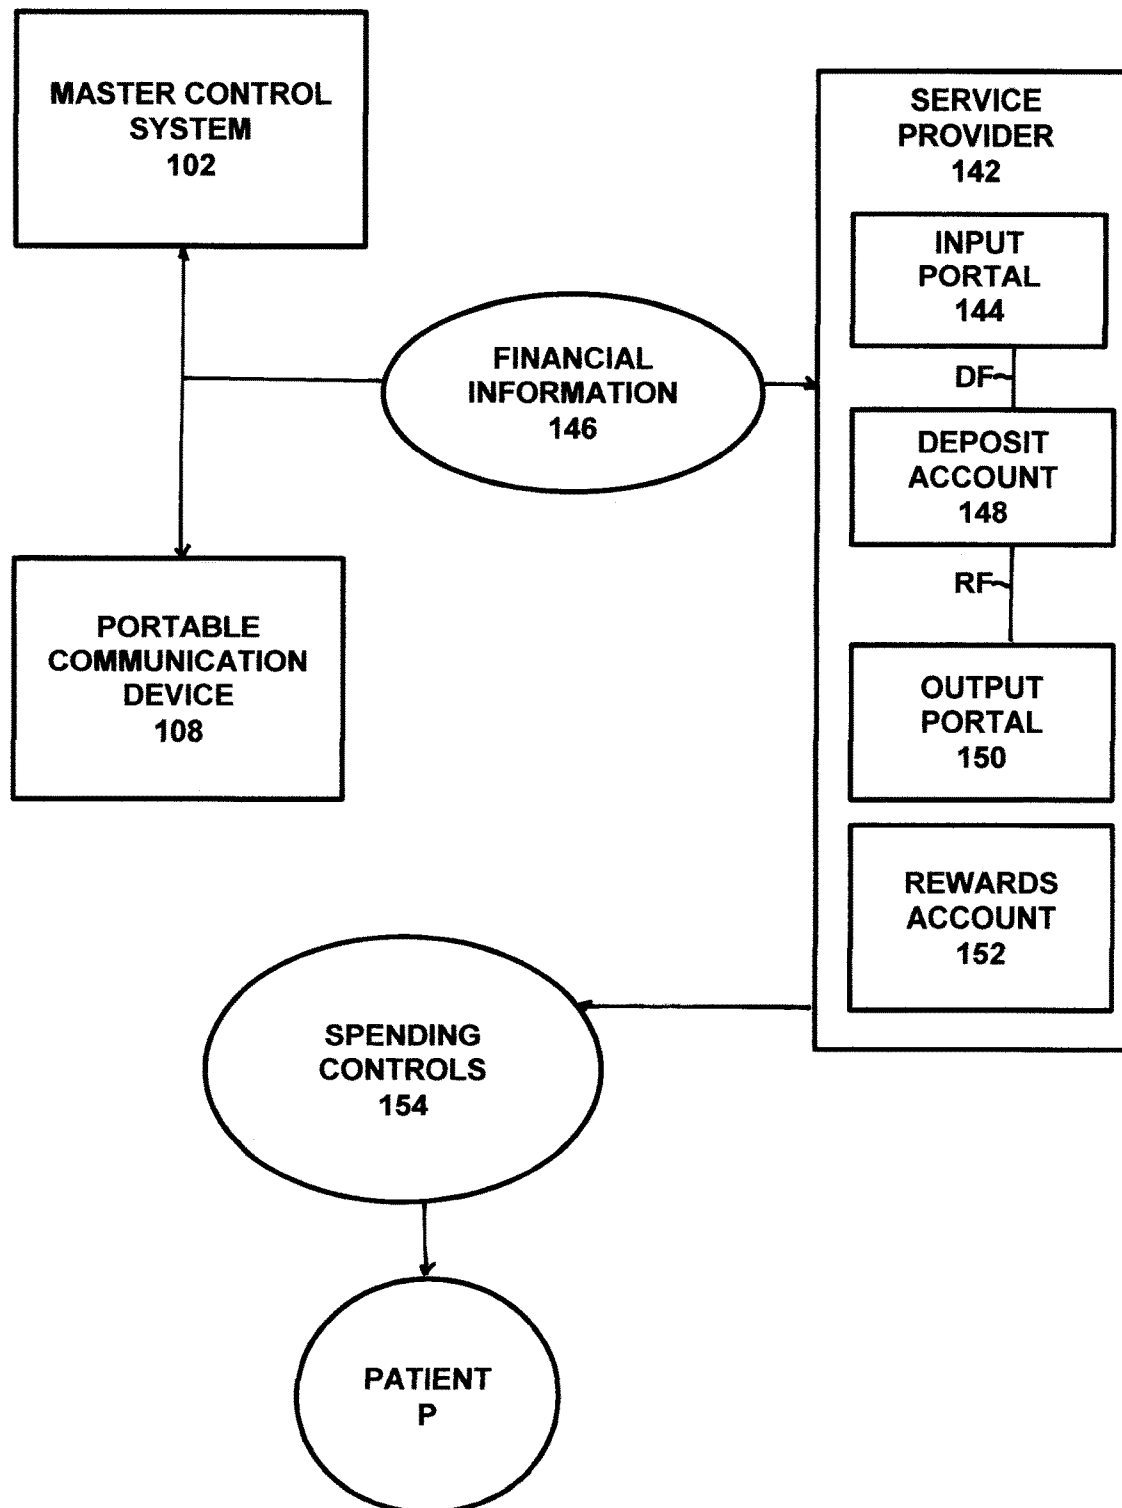 MASTER CONTROL
SYSTEM
102
SERVICE
PROVIDER
142
INPUT
PORTAL
144
DF
FINANCIAL
INFORMATION
146
DEPOSIT
ACCOUNT
148
RF
PORTABLE
COMMUNICATION
DEVICE
108
OUTPUT
PORTAL
150
REWARDS
ACCOUNT
152
SPENDING
CONTROLS
154
PATIENT
P